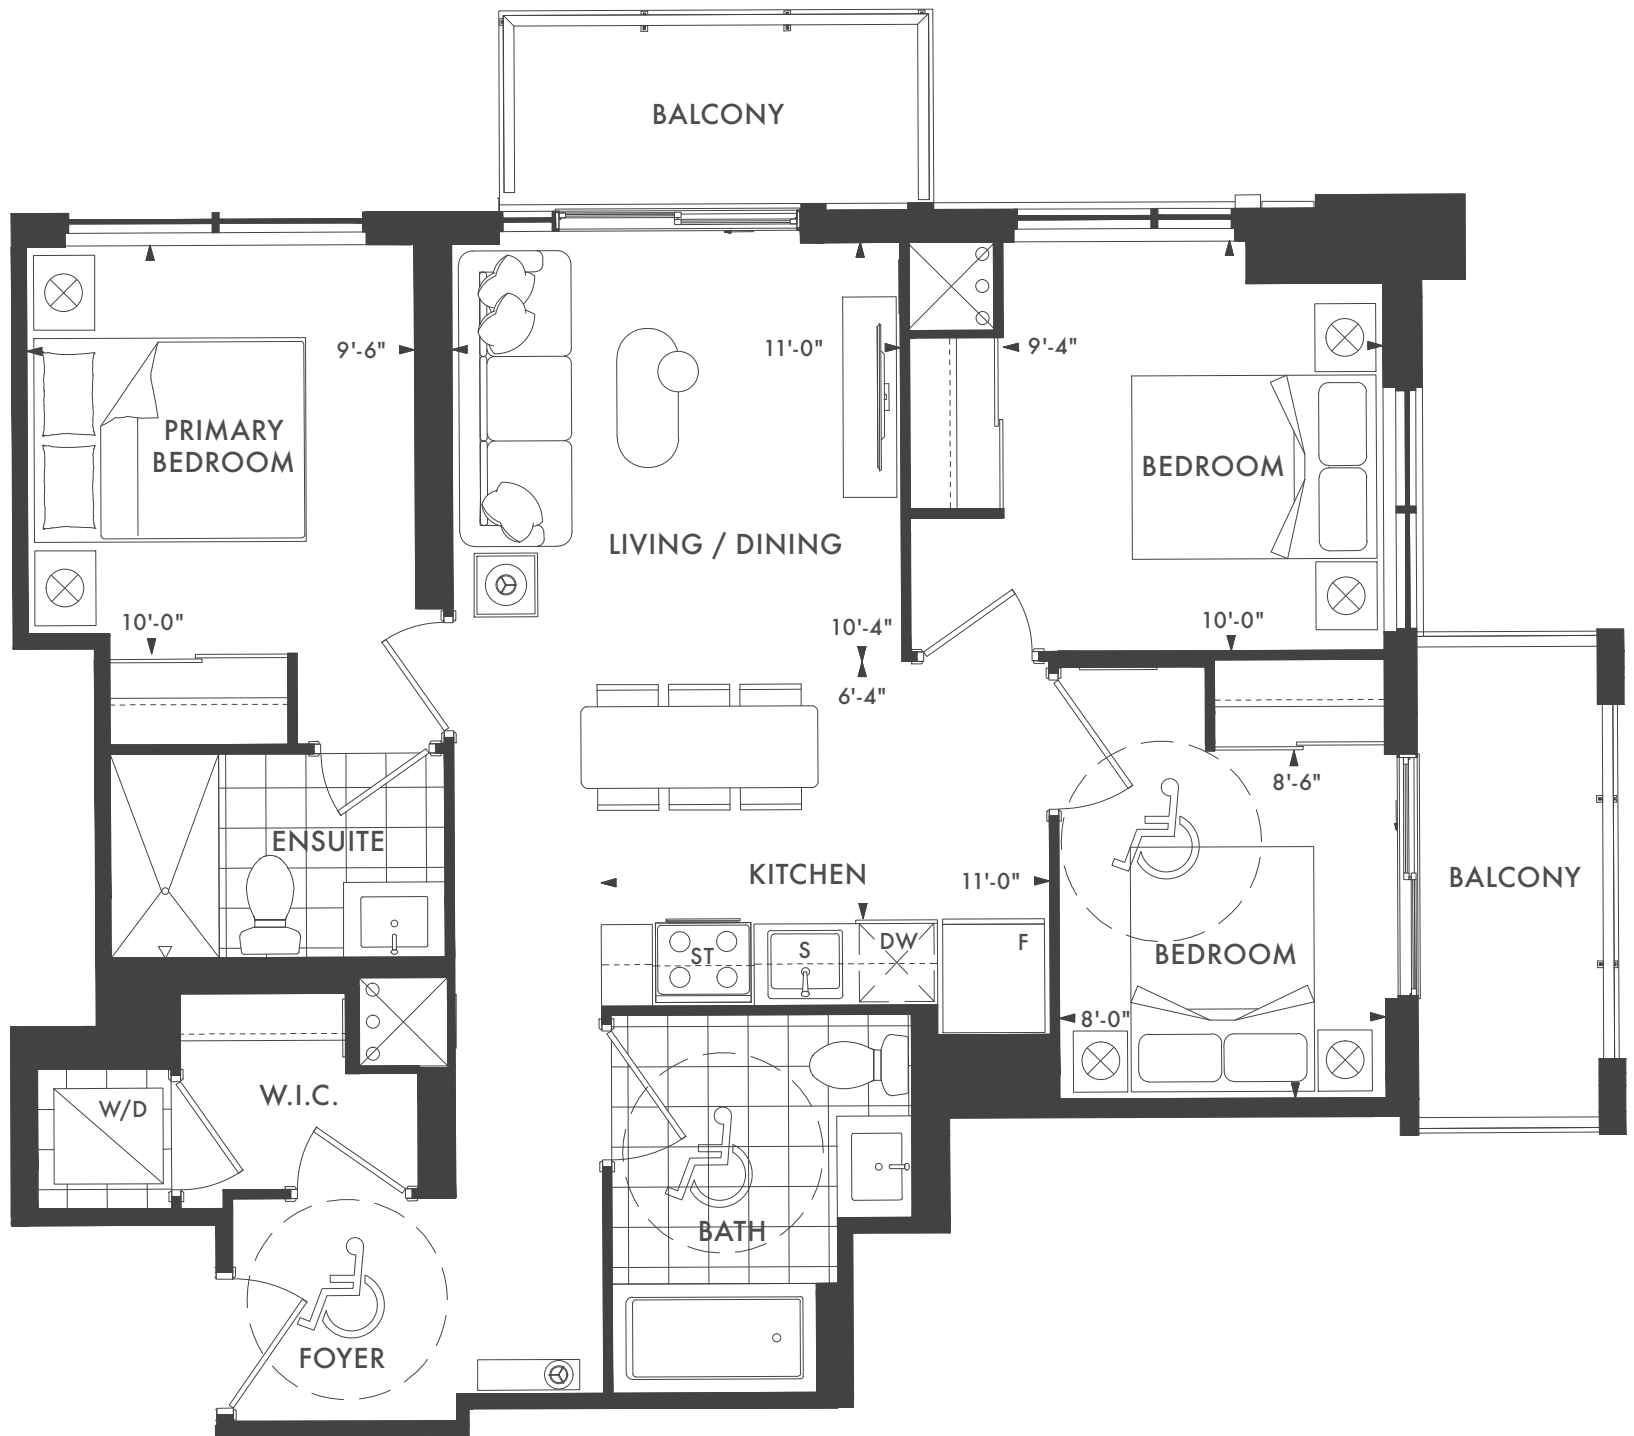 BALCONY
9'-6"
11'-0"
9'-4"
PRIMARY
BEDROOM
BEDROOM
LIVING / DINING
10'-0"
10'-4"
10'-0"
6'-4"
8'-6"
ENSUITE
KITCHEN
11'-0"
BALCONY
ST
S
DW
F
BEDROOM
8'-0"
W.I.C.
W/D
BATH
FOYER